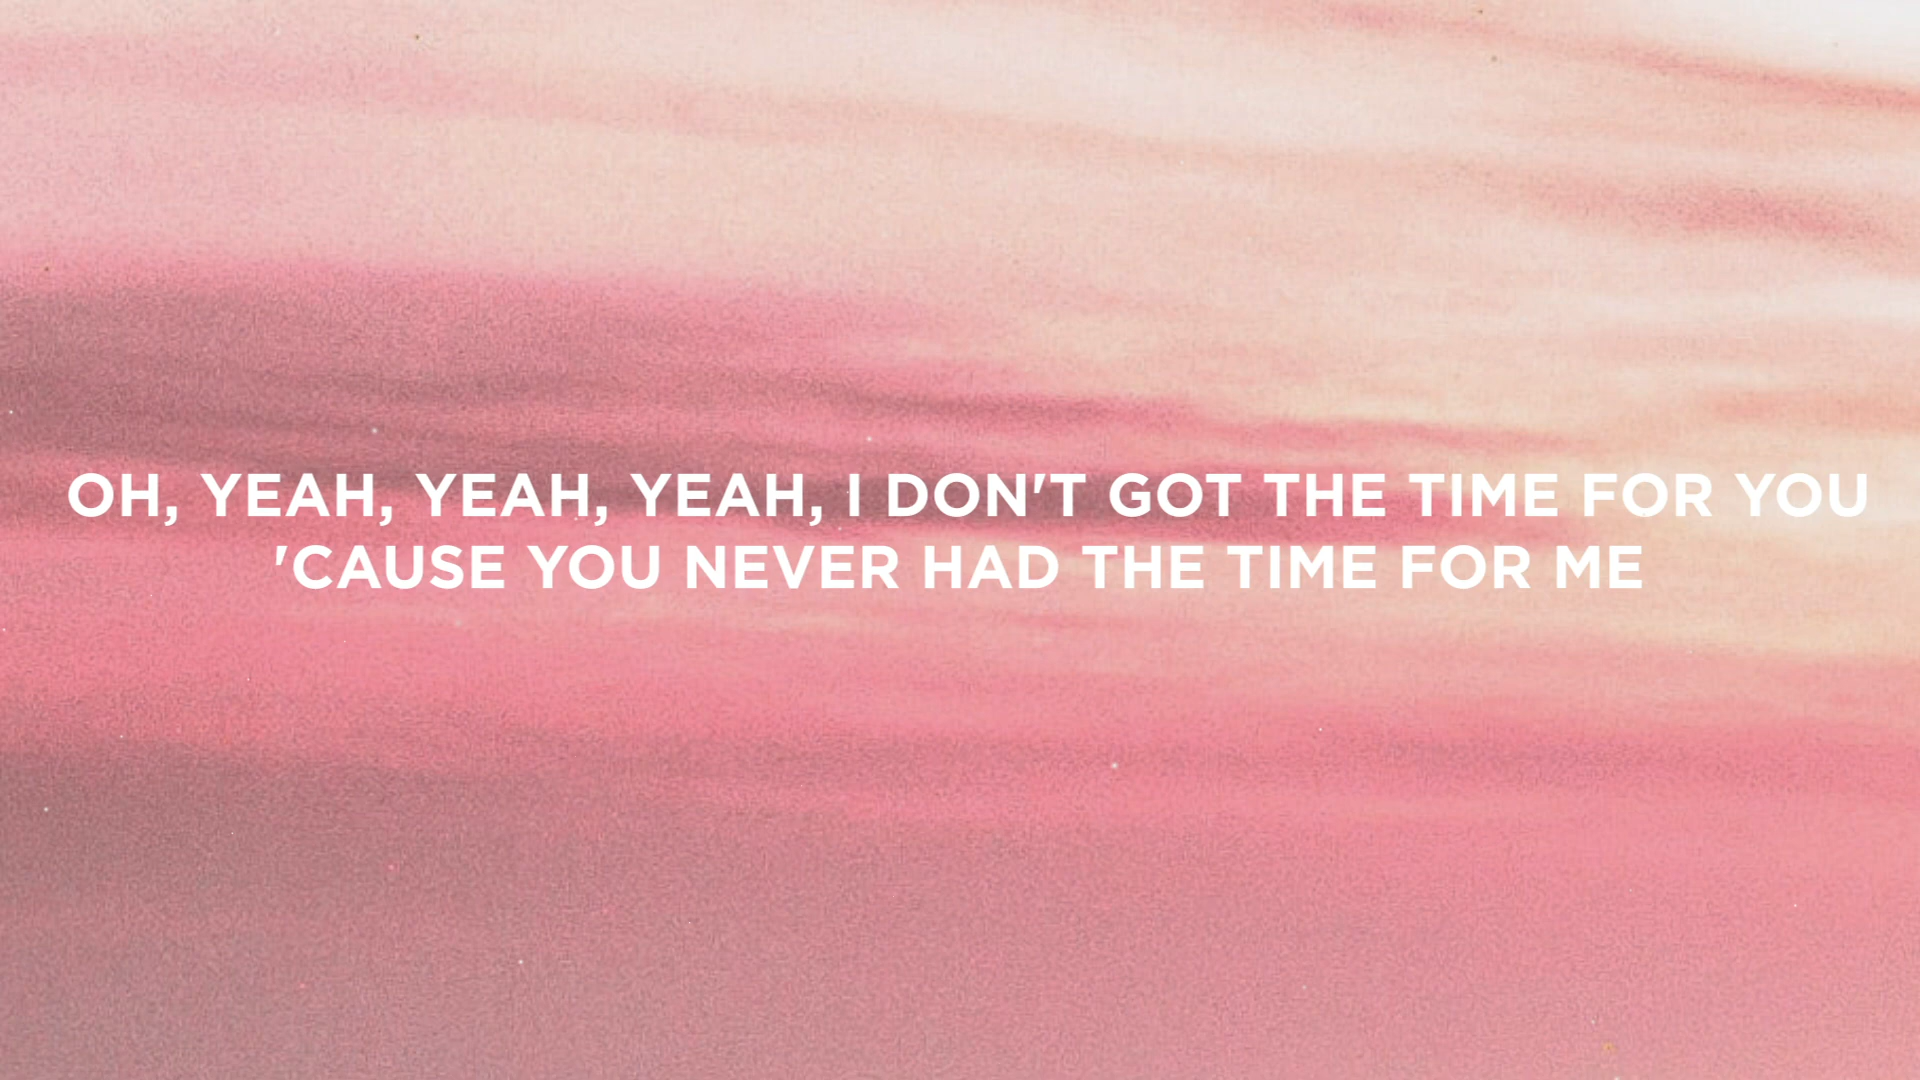 OH, YEAH, YEAH, YEAH, I DON'T GOT THE TIME FOR YOU
'CAUSE YOU NEVER HAD THE TIME FOR ME